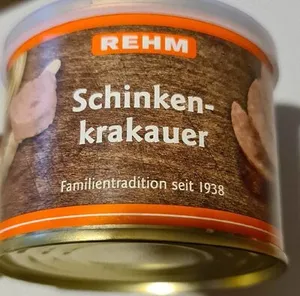 REHM
Schinken-
krakauer
Familientradition seit 1938